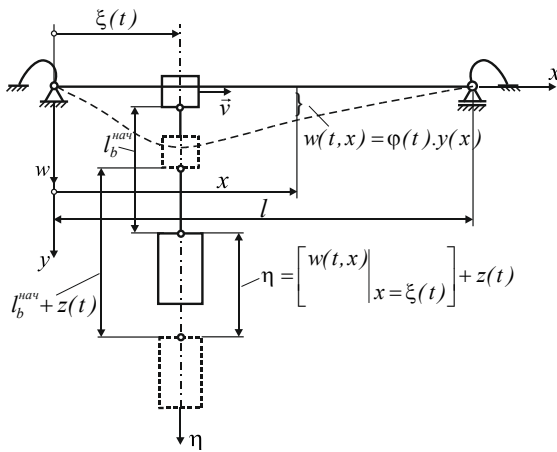 ξ(t)
x
v⃗
l_b^{нач}
w(t,x)=φ(t).y(x)
w
x
l
y
l_b^{нач}+z(t)
η=[w(t,x)|_{x=ξ(t)}]+z(t)
η